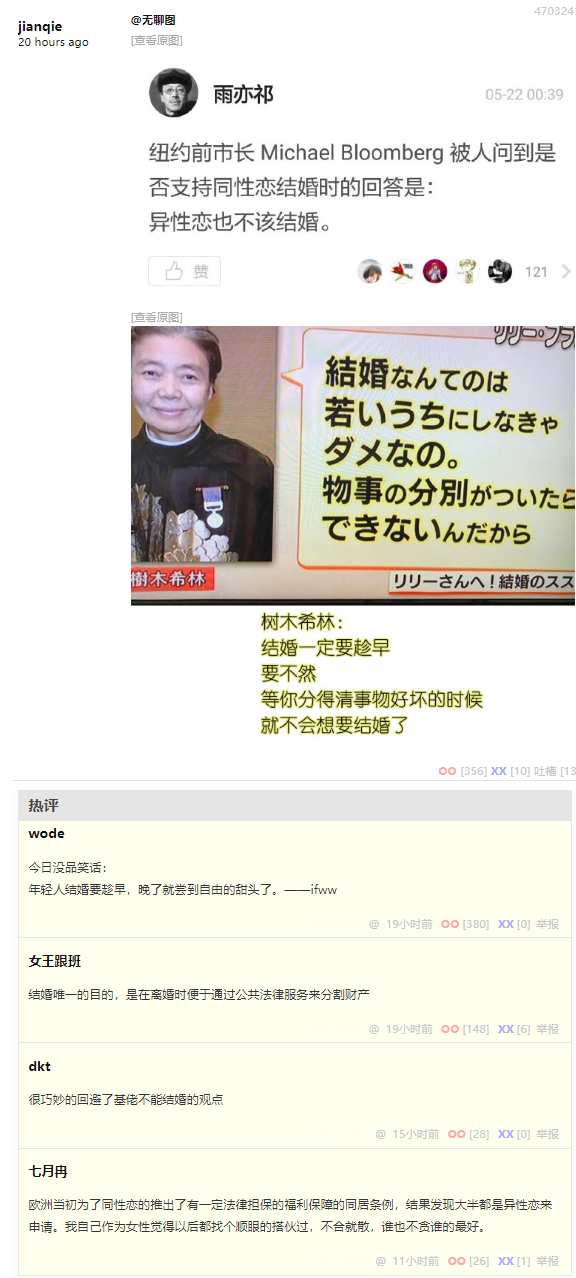 4703243
jianqie
20 hours ago
@无聊图
[查看原图]
雨亦祁
05-22 00:39
纽约前市长 Michael Bloomberg 被人问到是
否支持同性恋结婚时的回答是：
异性恋也不该结婚。
赞
121
[查看原图]
リリー・フラ
結婚なんてのは
若いうちにしなきゃ
ダメなの。
物事の分別がついたら
できないんだから
樹木希林
リリーさんへ！結婚のスス
树木希林：
结婚一定要趁早
要不然
等你分得清事物好坏的时候
就不会想要结婚了
OO [356] XX [10] 吐槽 [13
热评
wode
今日没品笑话：
年轻人结婚要趁早，晚了就尝到自由的甜头了。——ifww
@ 19小时前 OO [380] XX [0] 举报
女王跟班
结婚唯一的目的，是在离婚时便于通过公共法律服务来分割财产
@ 19小时前 OO [148] XX [6] 举报
dkt
很巧妙的回避了基佬不能结婚的观点
@ 15小时前 OO [28] XX [0] 举报
七月冉
欧洲当初为了同性恋的推出了有一定法律担保的福利保障的同居条例，结果发现大半都是异性恋来
申请。我自己作为女性觉得以后都找个顺眼的搭伙过，不合就散，谁也不贪谁的最好。
@ 11小时前 OO [26] XX [1] 举报